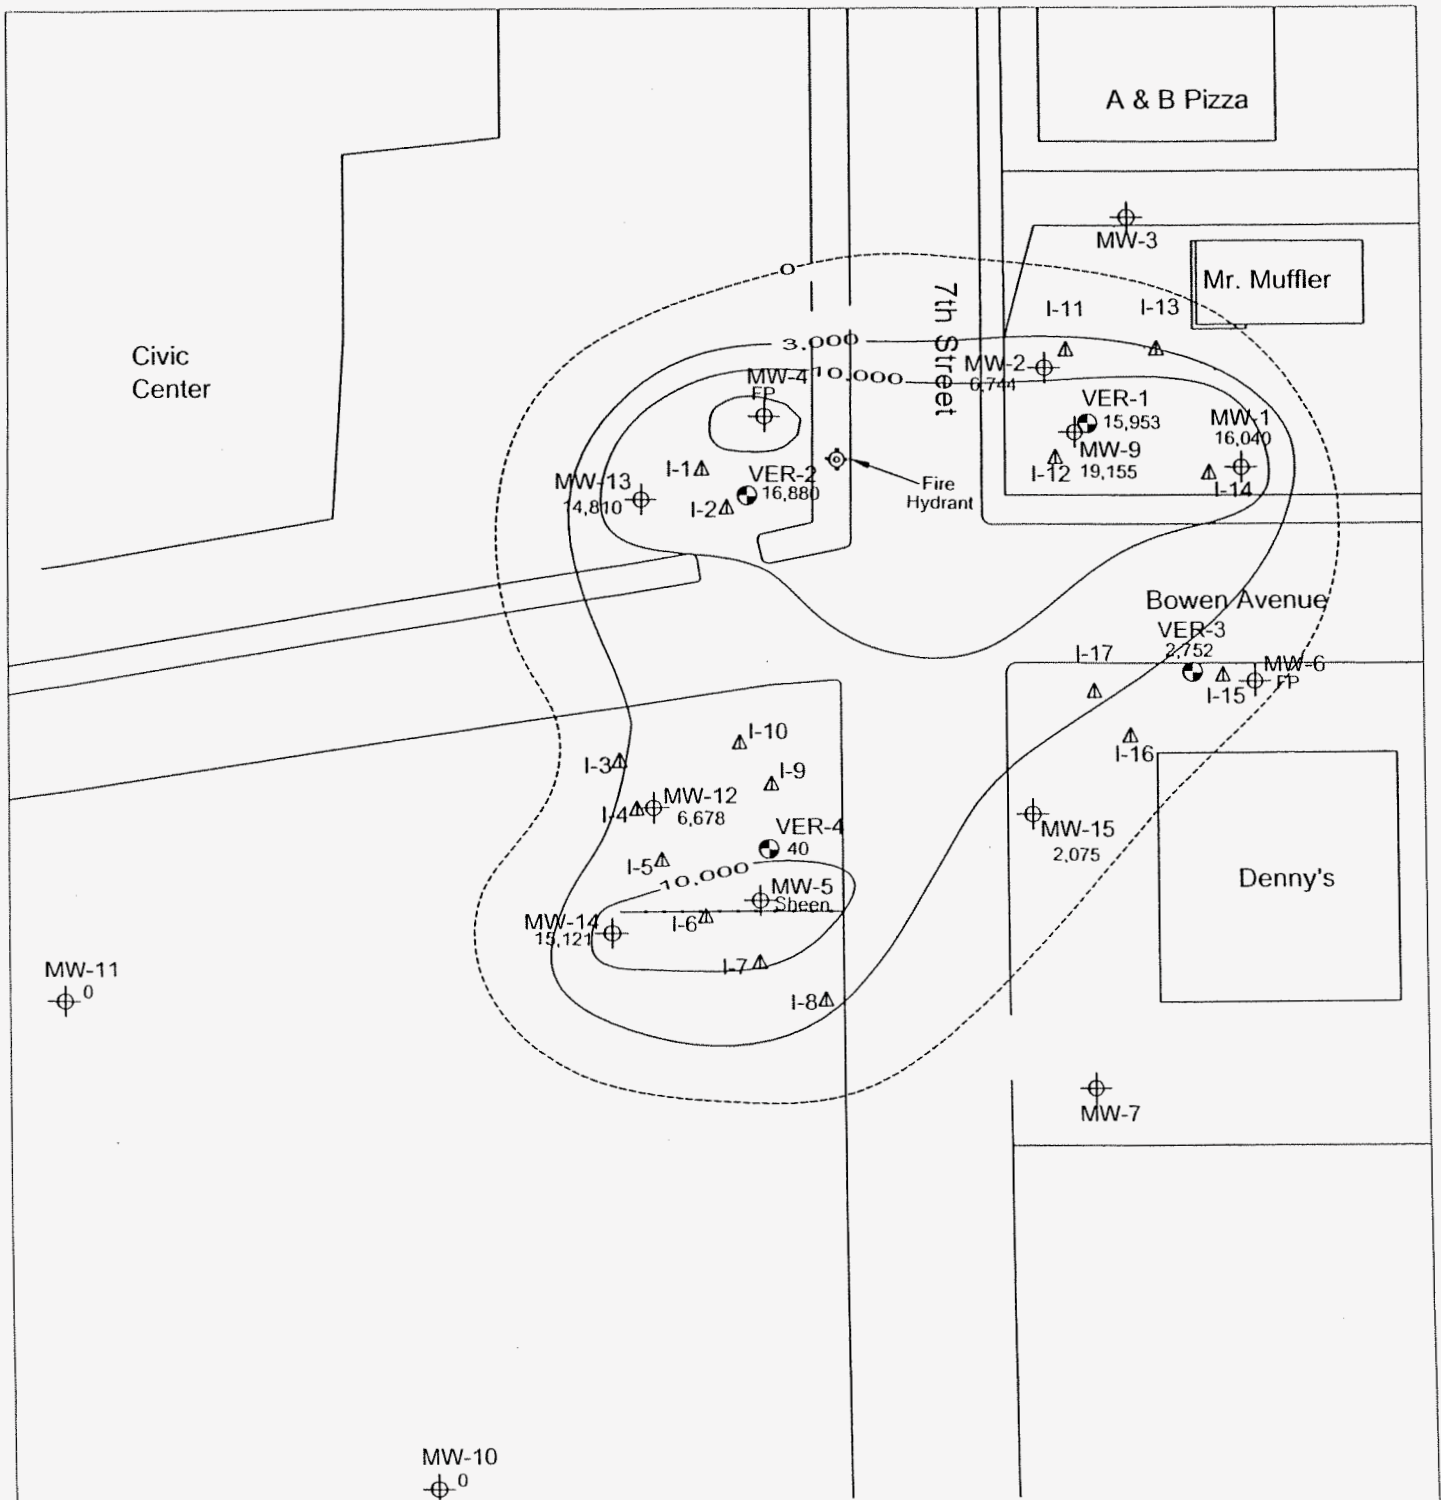 A & B Pizza
MW-3
Mr. Muffler
0
7th Street
I-11
I-13
Civic
Center
3,000
MW-2
6,744
MW-4
FP
10,000
VER-1
15,953
MW-1
16,040
MW-9
19,155
I-12
I-14
I-1
VER-2
16,880
MW-13
14,810
I-2
Fire
Hydrant
Bowen Avenue
VER-3
2,752
I-17
MW-6
FP
I-15
I-16
I-10
I-3
I-9
MW-12
6,678
I-4
VER-4
40
MW-15
2,075
I-5
10,000
MW-5
Sheen
Denny's
MW-14
15,121
I-6
I-7
I-8
MW-11
0
MW-7
MW-10
0